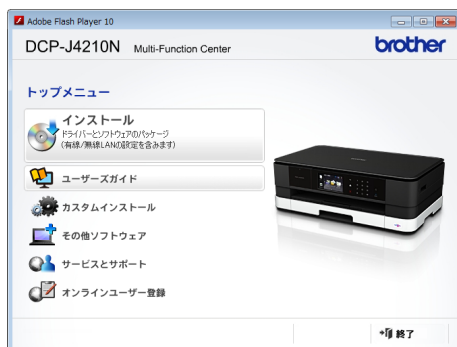 Adobe Flash Player 10
DCP-J4210N Multi-Function Center
brother
トップメニュー
インストール
ドライバーとソフトウェアのパッケージ
(有線/無線LANの設定を含みます)
ユーザーズガイド
カスタムインストール
その他ソフトウェア
サービスとサポート
オンラインユーザー登録
終了